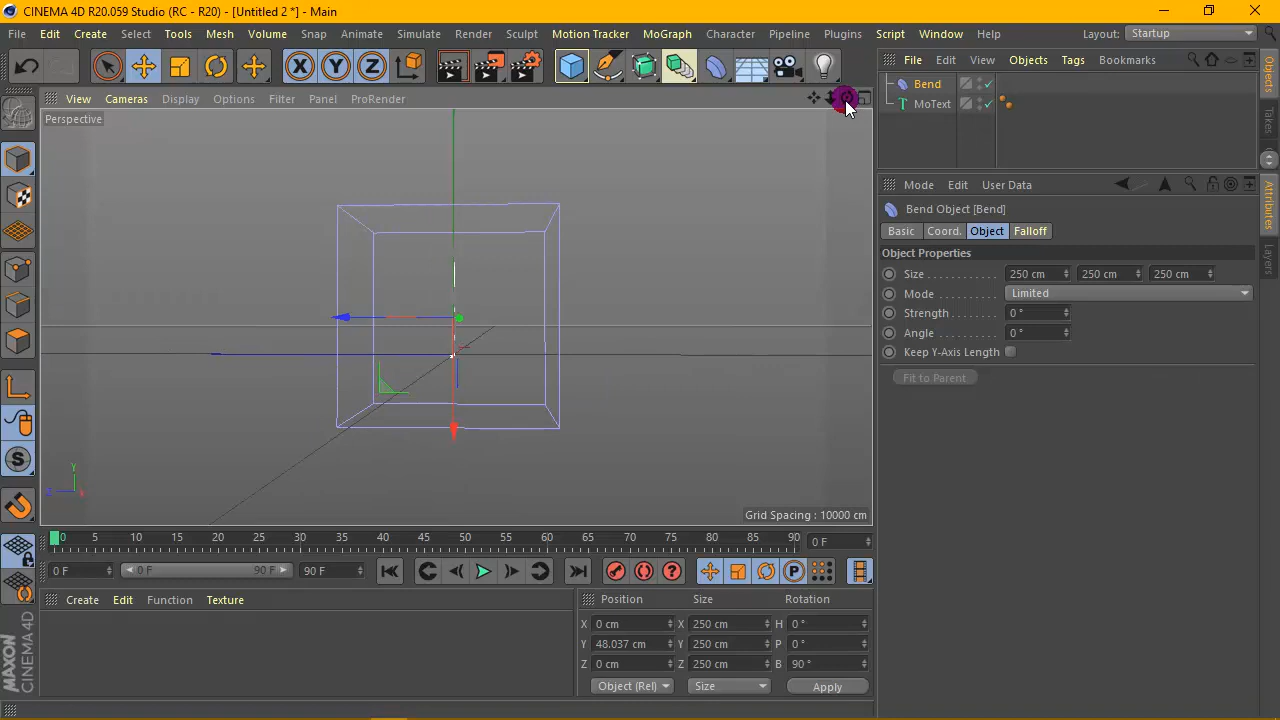 CINEMA 4D R20.059 Studio (RC - R20) - [Untitled 2 *] - Main
File Edit Create Select Tools Mesh Volume Snap Animate Simulate Render Sculpt Motion Tracker MoGraph Character Pipeline Plugins Script Window Help Layout: Startup
X Y Z
File Edit View Objects Tags Bookmarks
Bend
MoText
View Cameras Display Options Filter Panel ProRender
Perspective
Mode Edit User Data
Bend Object [Bend]
Basic Coord. Object Falloff
Object Properties
Size 250 cm 250 cm 250 cm
Mode Limited
Strength 0 °
Angle 0 °
Keep Y-Axis Length
Fit to Parent
Objects
Takes
Attributes
Layers
Y
Z
Grid Spacing : 10000 cm
0 5 10 15 20 25 30 35 40 45 50 55 60 65 70 75 80 85 90 0 F
0 F 0 F 90 F 90 F
P
Create Edit Function Texture
Position Size Rotation
X 0 cm X 250 cm H 0 °
Y 48.037 cm Y 250 cm P 0 °
Z 0 cm Z 250 cm B 90 °
Object (Rel) Size Apply
MAXON
CINEMA 4D